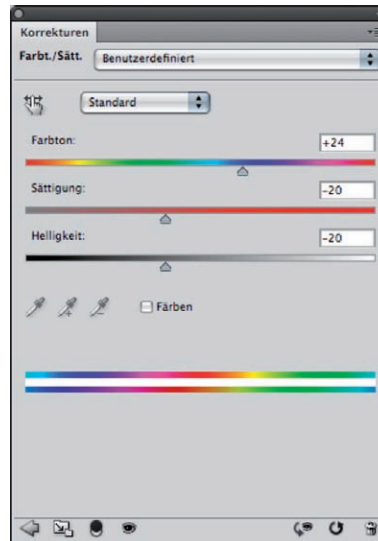 Korrekturen
Farbt./Sätt. Benutzerdefiniert
Standard
Farbton: +24
Sättigung: -20
Helligkeit: -20
Färben